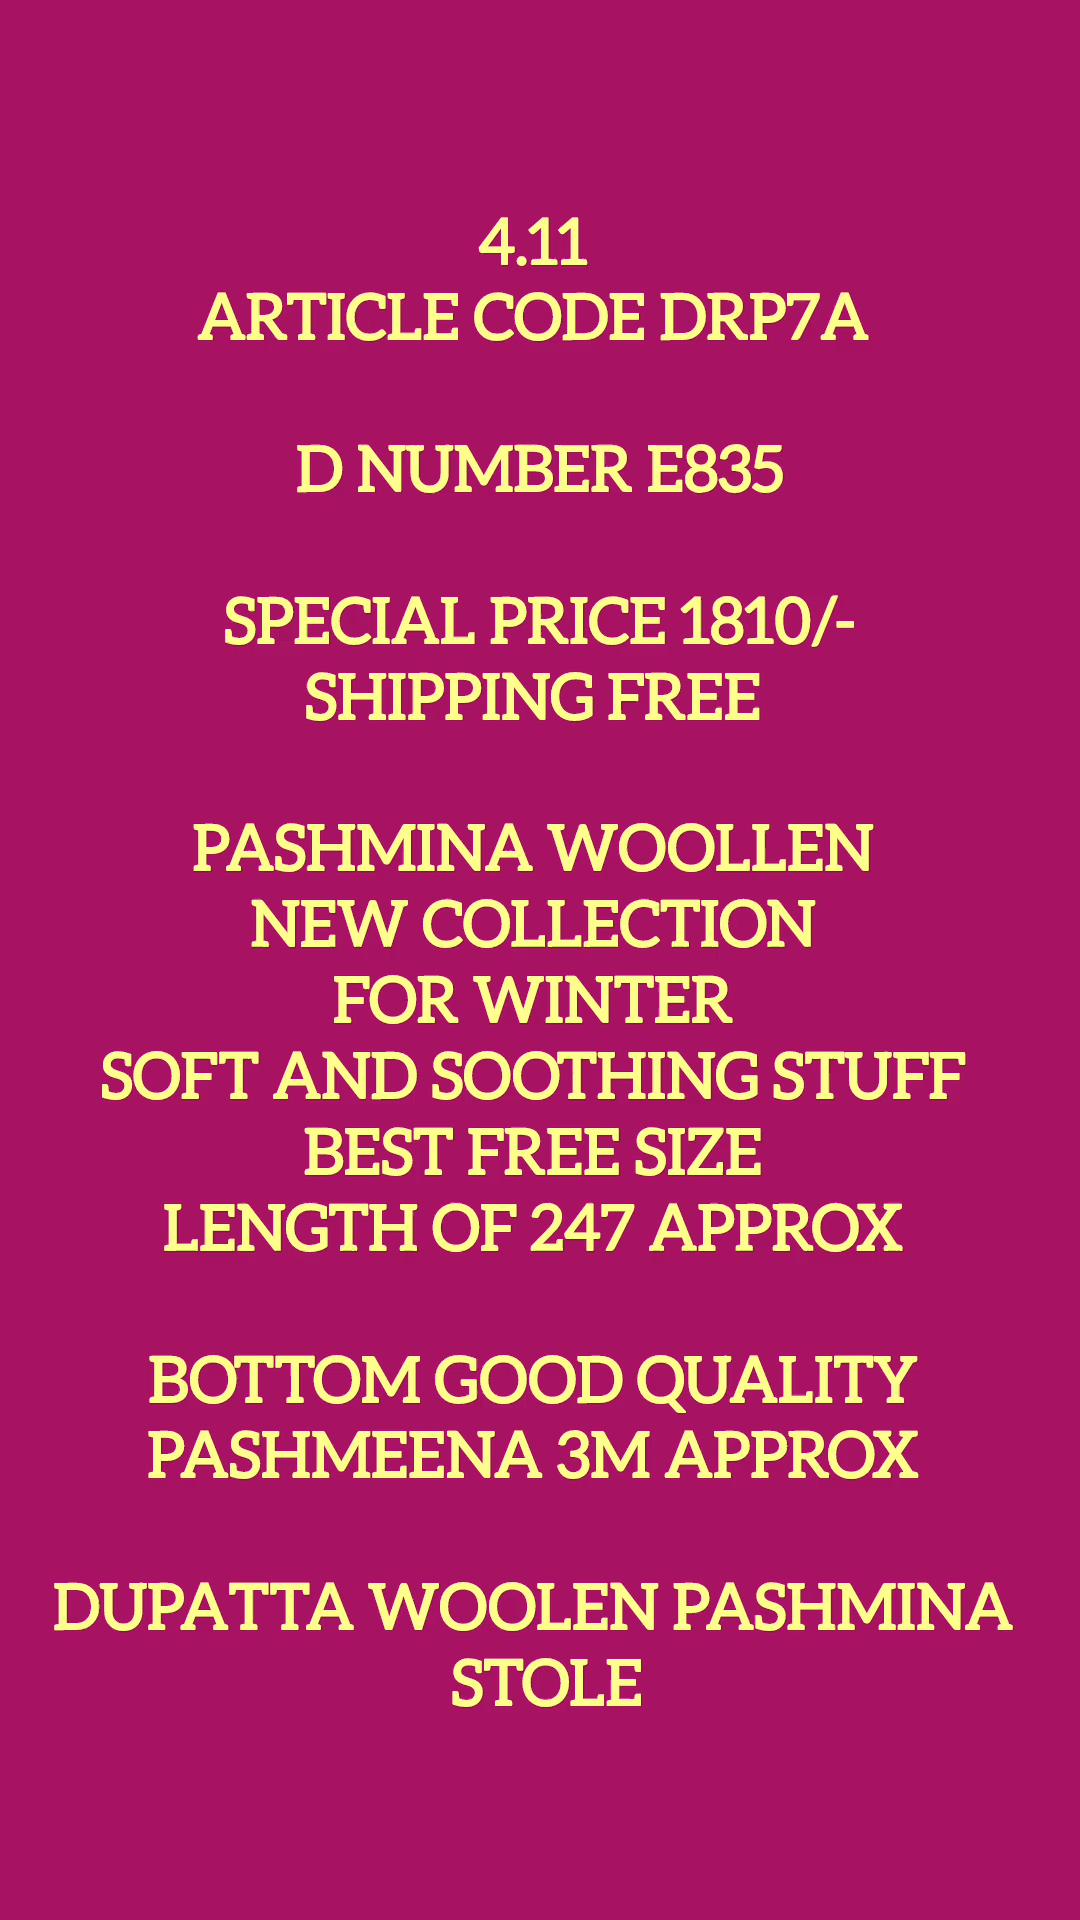 4.11
ARTICLE CODE DRP7A
D NUMBER E835
SPECIAL PRICE 1810/-
SHIPPING FREE
PASHMINA WOOLLEN
NEW COLLECTION
FOR WINTER
SOFT AND SOOTHING STUFF
BEST FREE SIZE
LENGTH OF 247 APPROX
BOTTOM GOOD QUALITY
PASHMEENA 3M APPROX
DUPATTA WOOLEN PASHMINA
STOLE